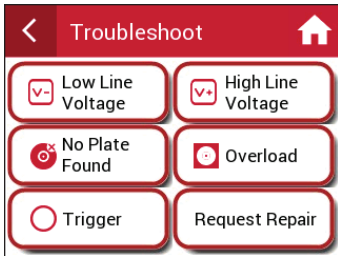 Troubleshoot
V- Low Line
Voltage
V+ High Line
Voltage
No Plate
Found
Overload
Trigger
Request Repair